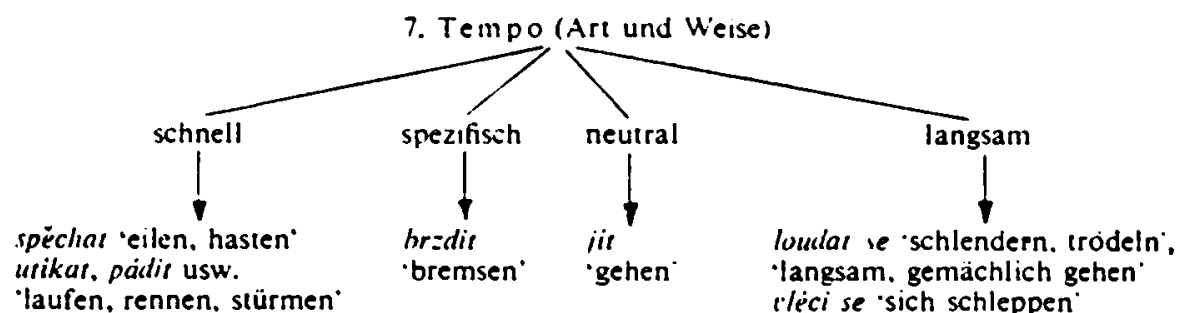 7. Tempo (Art und Weise)
schnell spezifisch neutral langsam
spěchat 'eilen, hasten' brzdit jít loudat se 'schlendern, trödeln',
utíkat, pádit usw. 'bremsen' 'gehen' 'langsam, gemächlich gehen'
'laufen, rennen, stürmen' vléci se 'sich schleppen'